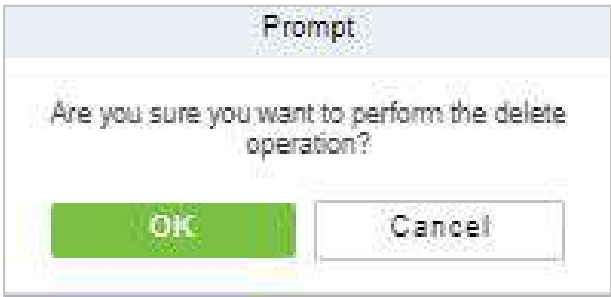 Prompt
Are you sure you want to perform the delete
operation?
OK
Cancel